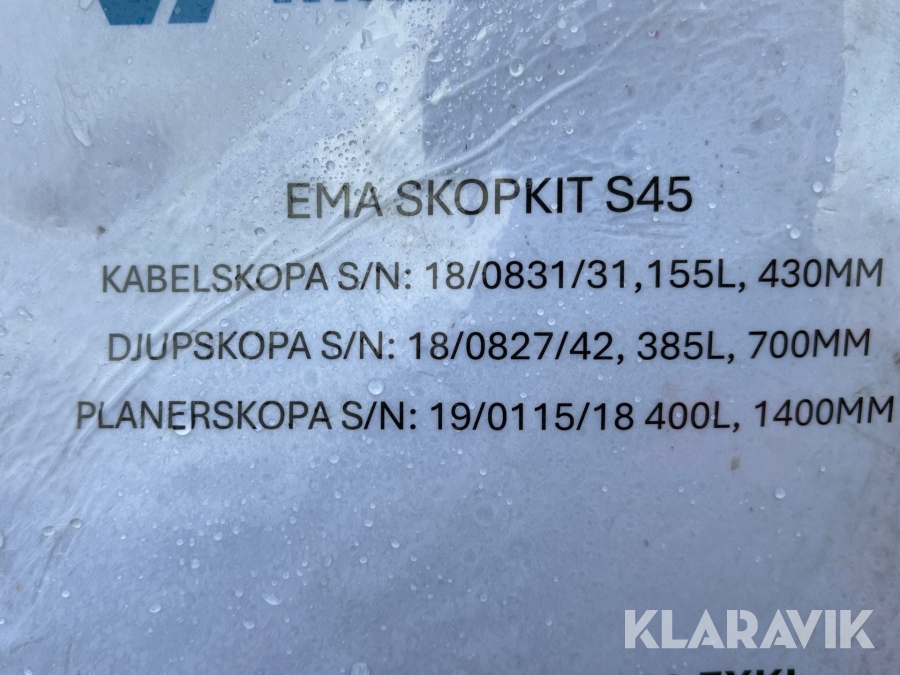 EMA SKOPKIT S45
KABELSKOPA S/N: 18/0831/31,155L, 430MM
DJUPSKOPA S/N: 18/0827/42, 385L, 700MM
PLANERSKOPA S/N: 19/0115/18 400L, 1400MM
KLARAVIK